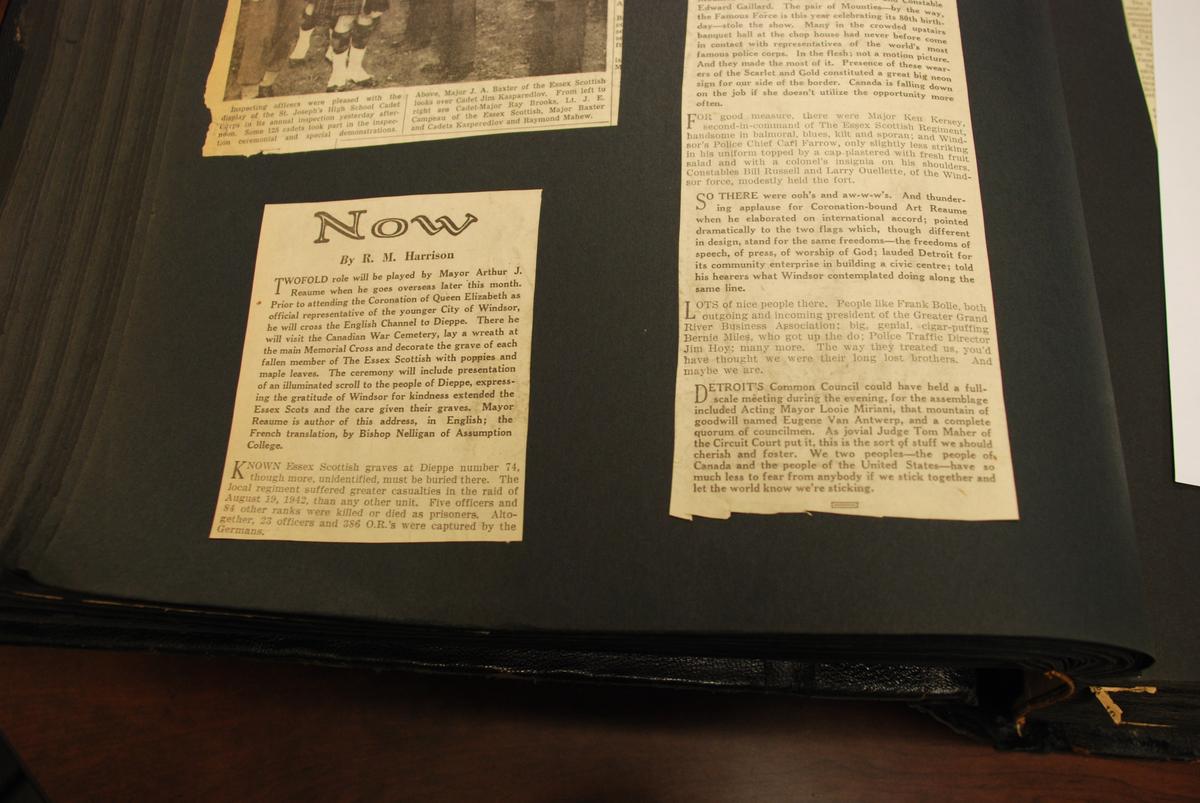 Inspecting officers were pleased with the
display of the St. Joseph's High School Cadet
Corps in its annual inspection yesterday after-
noon. Some 125 cadets took part in the inspec-
tion ceremonial and special demonstrations.
Above, Major J. A. Baxter of the Essex Scottish
looks over Cadet Jim Kasparedlov. From left to
right are Cadet-Major Ray Brooks, Lt. J. E.
Campeau of the Essex Scottish, Major Baxter
and Cadets Kasparedlov and Raymond Mahew.
Now
By R. M. Harrison
TWOFOLD role will be played by Mayor Arthur J.
Reaume when he goes overseas later this month.
Prior to attending the Coronation of Queen Elizabeth as
official representative of the younger City of Windsor,
he will cross the English Channel to Dieppe. There he
will visit the Canadian War Cemetery, lay a wreath at
the main Memorial Cross and decorate the grave of each
fallen member of The Essex Scottish with poppies and
maple leaves. The ceremony will include presentation
of an illuminated scroll to the people of Dieppe, express-
ing the gratitude of Windsor for kindness extended the
Essex Scots and the care given their graves. Mayor
Reaume is author of this address, in English; the
French translation, by Bishop Nelligan of Assumption
College.
KNOWN Essex Scottish graves at Dieppe number 74,
though more, unidentified, must be buried there. The
local regiment suffered greater casualties in the raid of
August 19, 1942, than any other unit. Five officers and
84 other ranks were killed or died as prisoners. Alto-
gether, 23 officers and 386 O.R.'s were captured by the
Germans.
Edward Gaillard. The pair of Mounties—by the way,
the Famous Force is this year celebrating its 80th birth-
day—stole the show. Many in the crowded upstairs
banquet hall at the chop house had never before come
in contact with representatives of the world's most
famous police corps. In the flesh; not a motion picture.
And they made the most of it. Presence of these wear-
ers of the Scarlet and Gold constituted a great big neon
sign for our side of the border. Canada is falling down
on the job if she doesn't utilize the opportunity more
often.
FOR good measure, there were Major Ken Kersey,
second-in-command of The Essex Scottish Regiment,
handsome in balmoral, blues, kilt and sporan; and Wind-
sor's Police Chief Carl Farrow, only slightly less striking
in his uniform topped by a cap plastered with fresh fruit
salad and with a colonel's insignia on his shoulders.
Constables Bill Russell and Larry Ouellette, of the Wind-
sor force, modestly held the fort.
SO THERE were ooh's and aw-w-w's. And thunder-
ing applause for Coronation-bound Art Reaume
when he elaborated on international accord; pointed
dramatically to the two flags which, though different
in design, stand for the same freedoms—the freedoms of
speech, of press, of worship of God; lauded Detroit for
its community enterprise in building a civic centre; told
his hearers what Windsor contemplated doing along the
same line.
LOTS of nice people there. People like Frank Bolle, both
outgoing and incoming president of the Greater Grand
River Business Association; big, genial, cigar-puffing
Bernie Miles, who got up the do; Police Traffic Director
Jim Hoy; many more. The way they treated us, you'd
have thought we were their long lost brothers. And
maybe we are.
DETROIT'S Common Council could have held a full-
scale meeting during the evening, for the assemblage
included Acting Mayor Looie Miriani, that mountain of
goodwill named Eugene Van Antwerp, and a complete
quorum of councilmen. As jovial Judge Tom Maher of
the Circuit Court put it, this is the sort of stuff we should
cherish and foster. We two peoples—the people of
Canada and the people of the United States—have so
much less to fear from anybody if we stick together and
let the world know we're sticking.